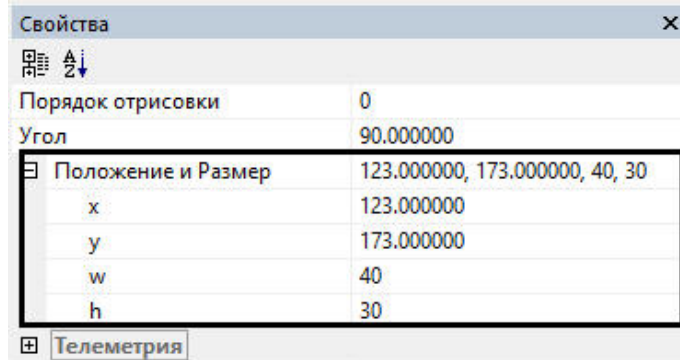 Свойства
Порядок отрисовки 0
Угол 90.000000
Положение и Размер 123.000000, 173.000000, 40, 30
x 123.000000
y 173.000000
w 40
h 30
Телеметрия